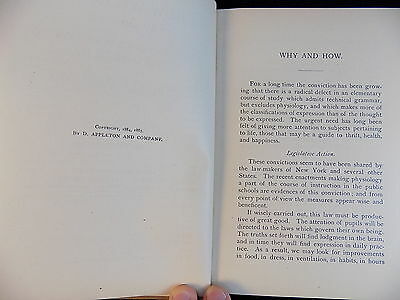 COPYRIGHT, 1884, 1885,
BY D. APPLETON AND COMPANY.
WHY AND HOW.
FOR a long time the conviction has been grow-
ing that there is a radical defect in an elementary
course of study which admits technical grammar,
but excludes physiology, and which makes more of
the classifications of expression than of the thought
to be expressed. The urgent need has long been
felt of giving more attention to subjects pertaining
to life, those that may be a guide to thrift, health,
and happiness.
Legislative Action.
These convictions seem to have been shared by
the law-makers of New York and several other
States. The recent enactments making physiology
a part of the course of instruction in the public
schools are evidences of this conviction; and from
every point of view the measures appear wise and
beneficent.
If wisely carried out, this law must be produc-
tive of great good. The attention of pupils will be
directed to the laws which govern their own being.
The truths set forth will find lodgment in the brain,
and in time they will find expression in daily prac-
tice. As a result, we may look for improvements
in food, in dress, in ventilation, in habits, in hours